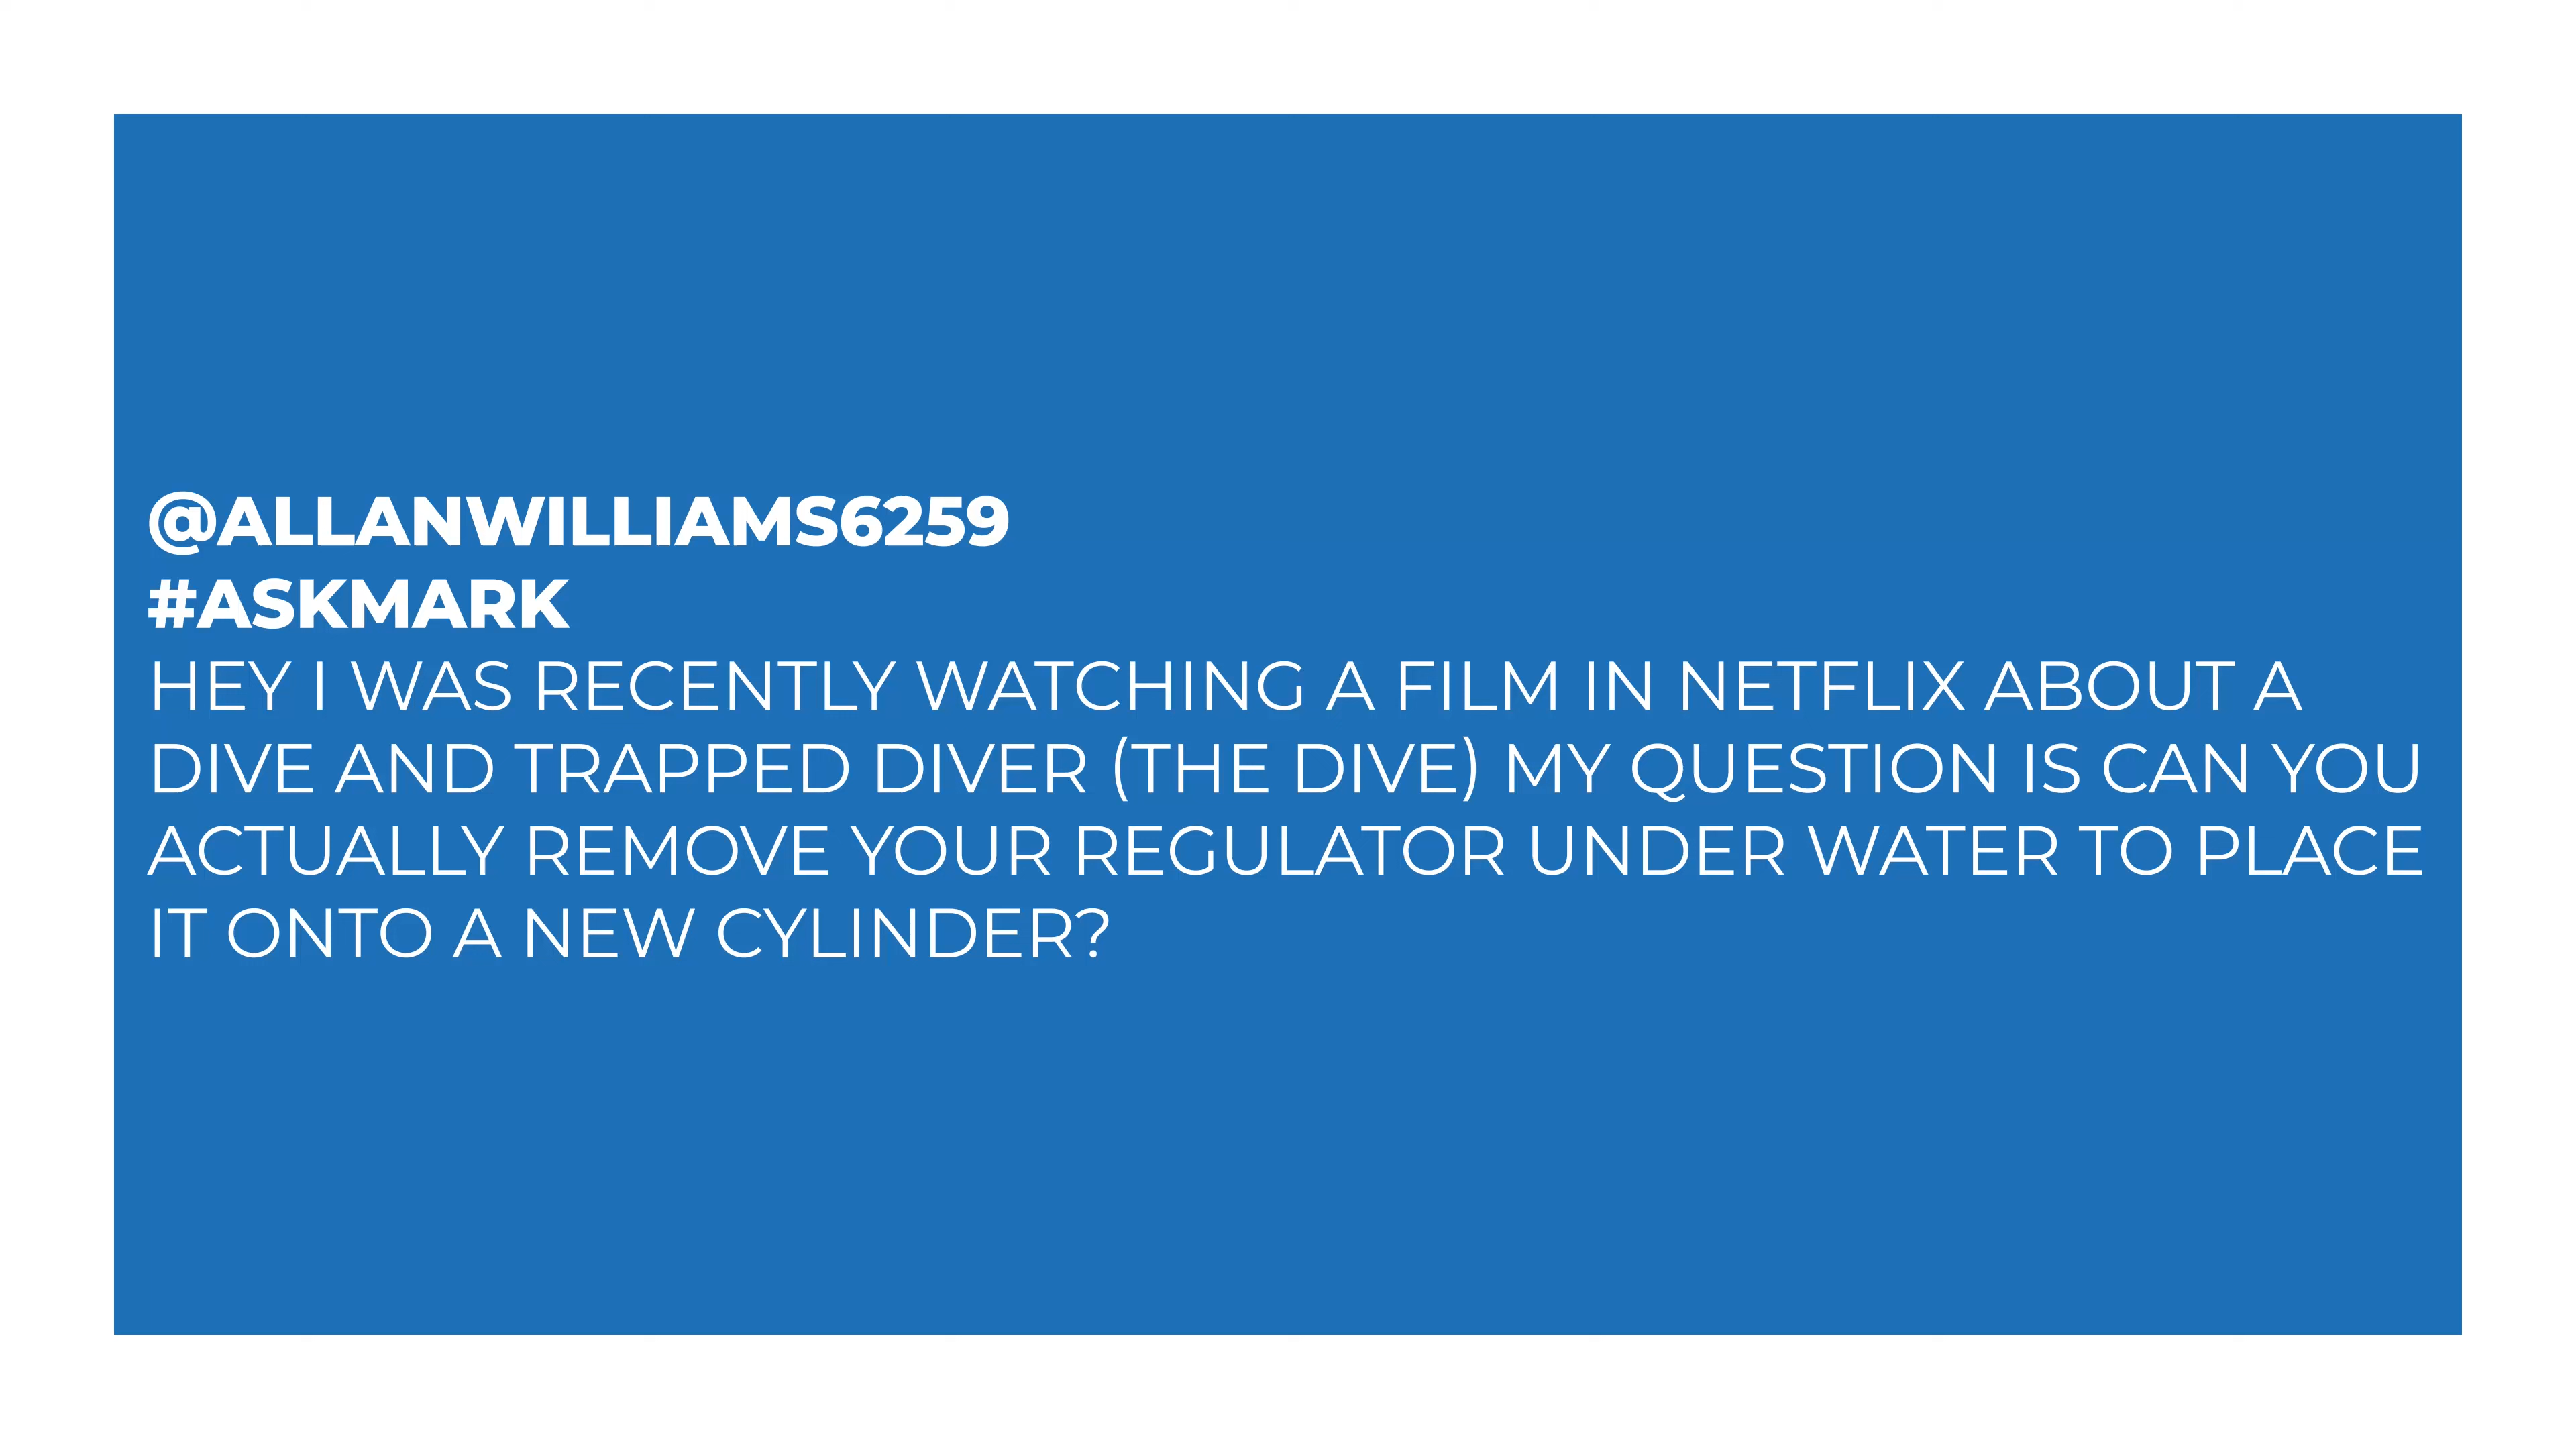 @ALLANWILLIAMS6259
#ASKMARK
HEY I WAS RECENTLY WATCHING A FILM IN NETFLIX ABOUT A
DIVE AND TRAPPED DIVER (THE DIVE) MY QUESTION IS CAN YOU
ACTUALLY REMOVE YOUR REGULATOR UNDER WATER TO PLACE
IT ONTO A NEW CYLINDER?